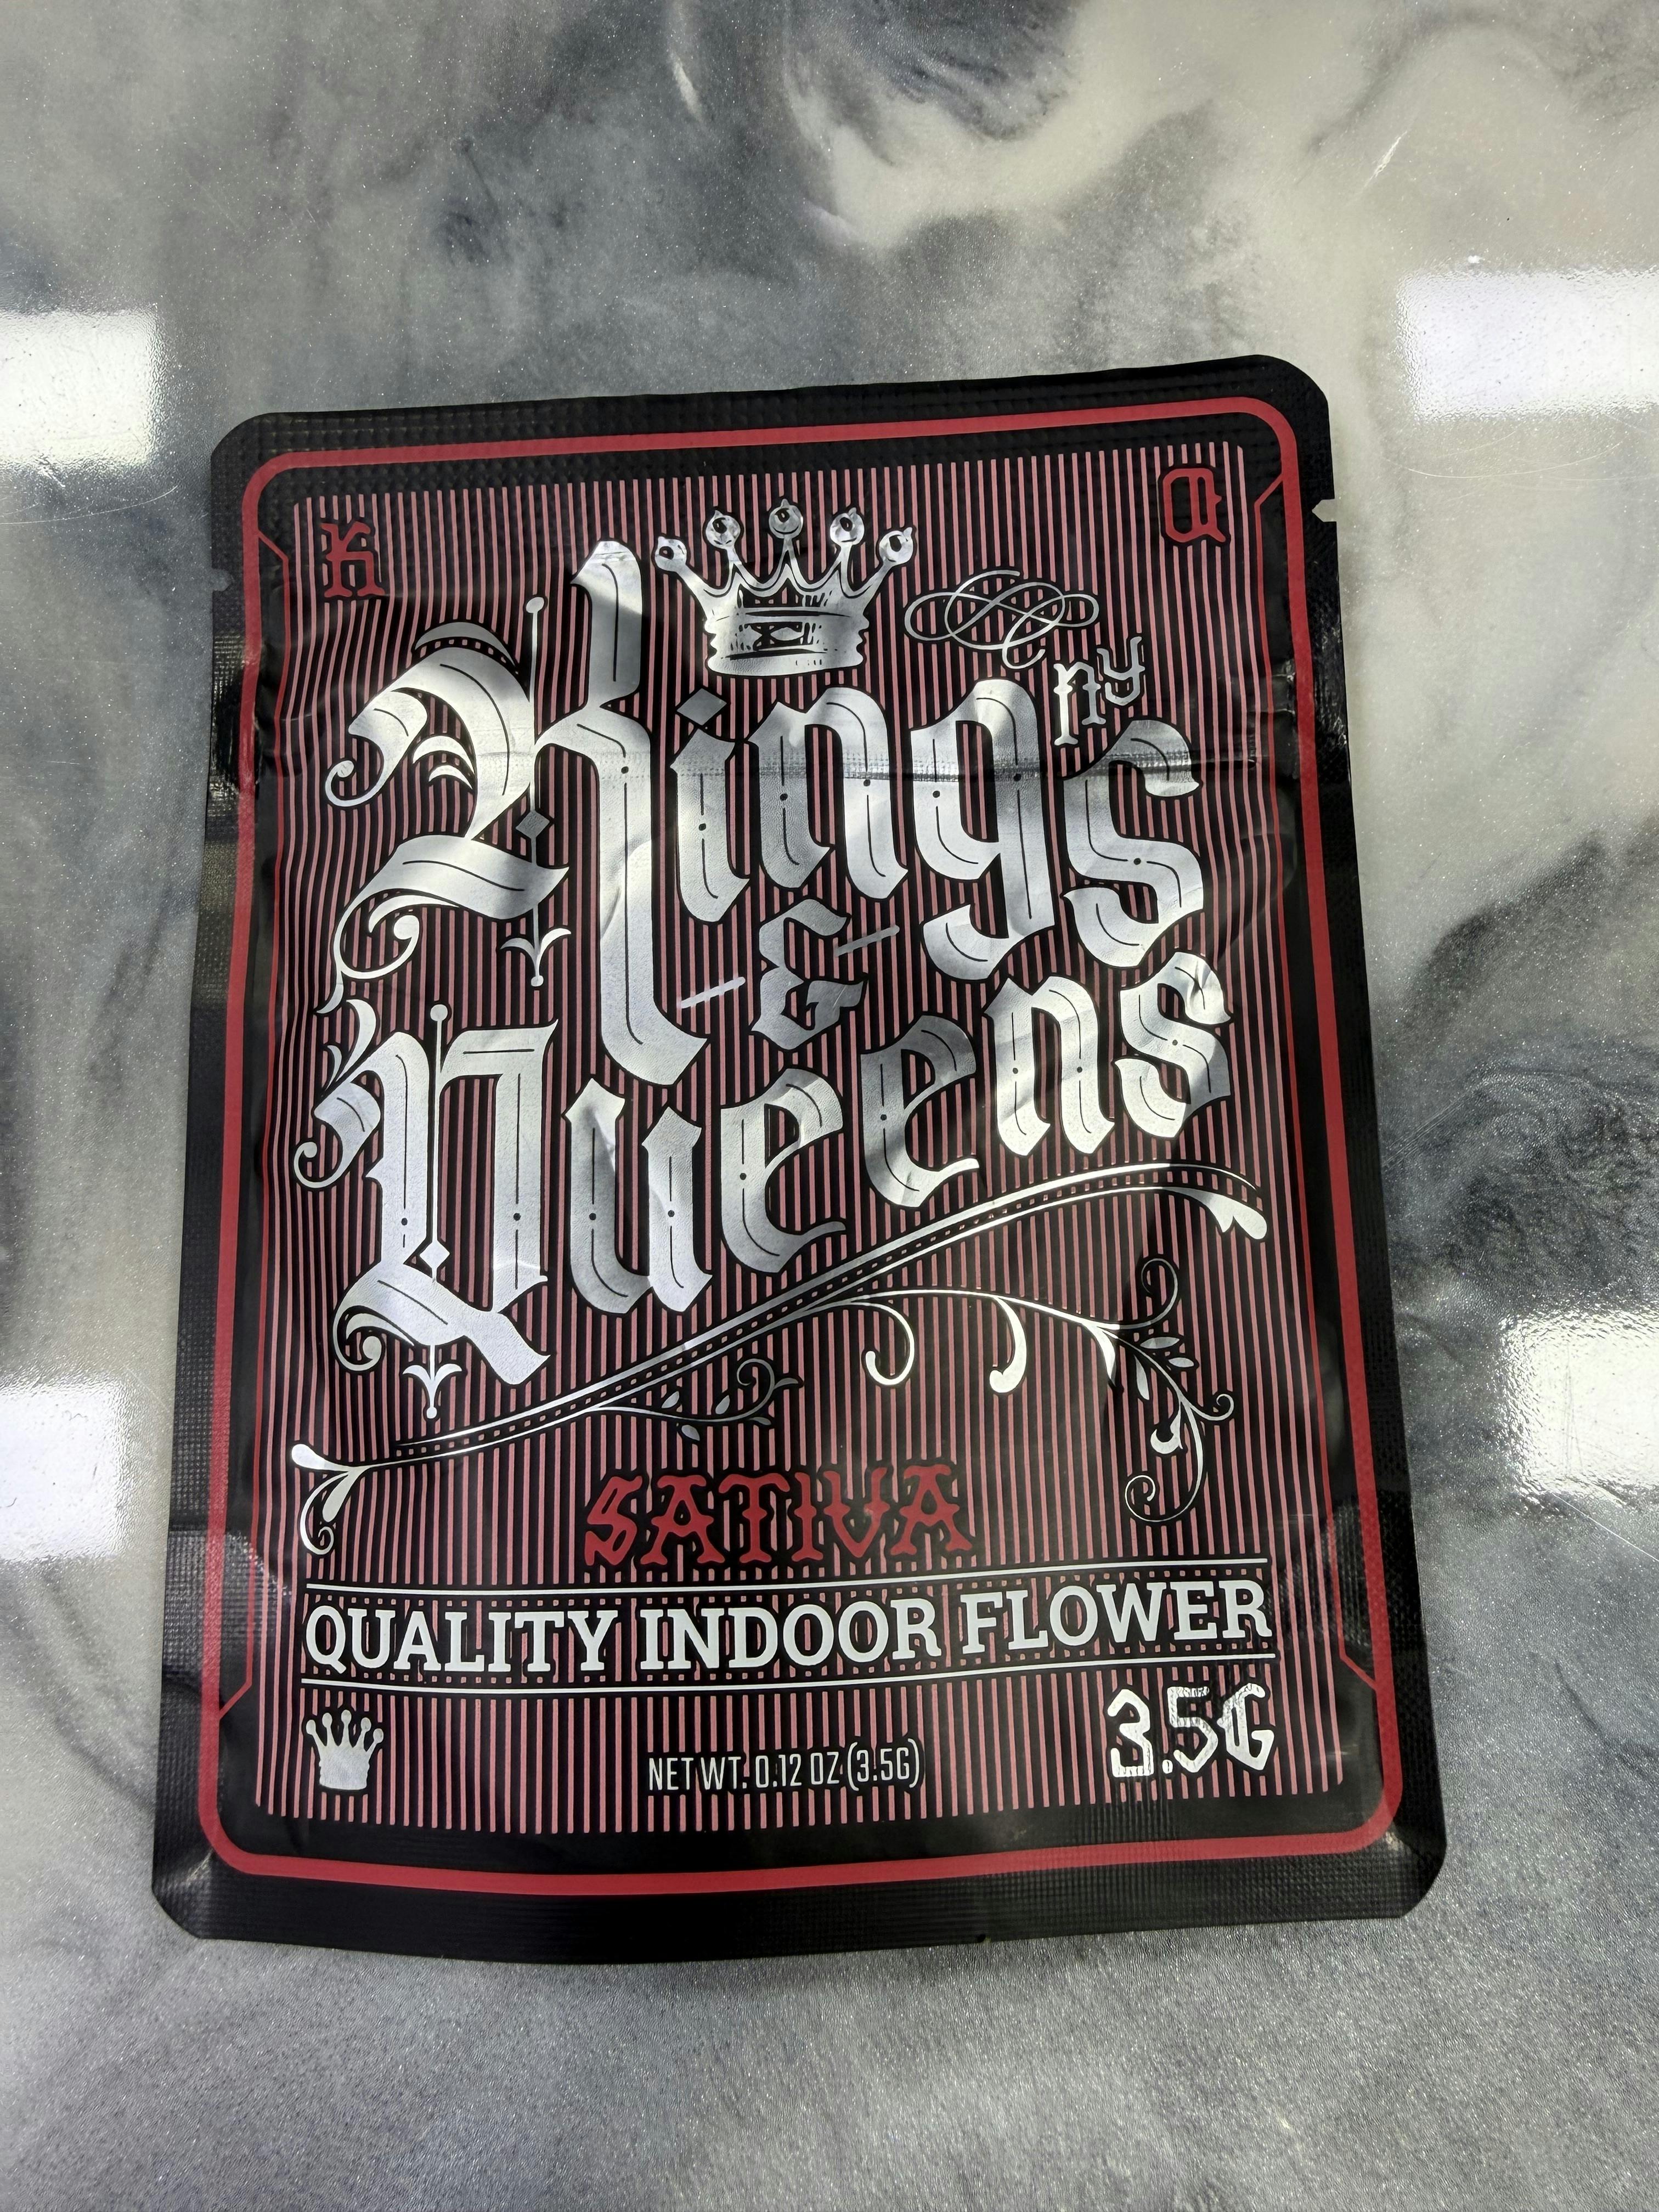 K Q
Kings ny
&
Queens
SATIVA
QUALITY INDOOR FLOWER
3.5G
NET WT. 0.12 OZ (3.5G)